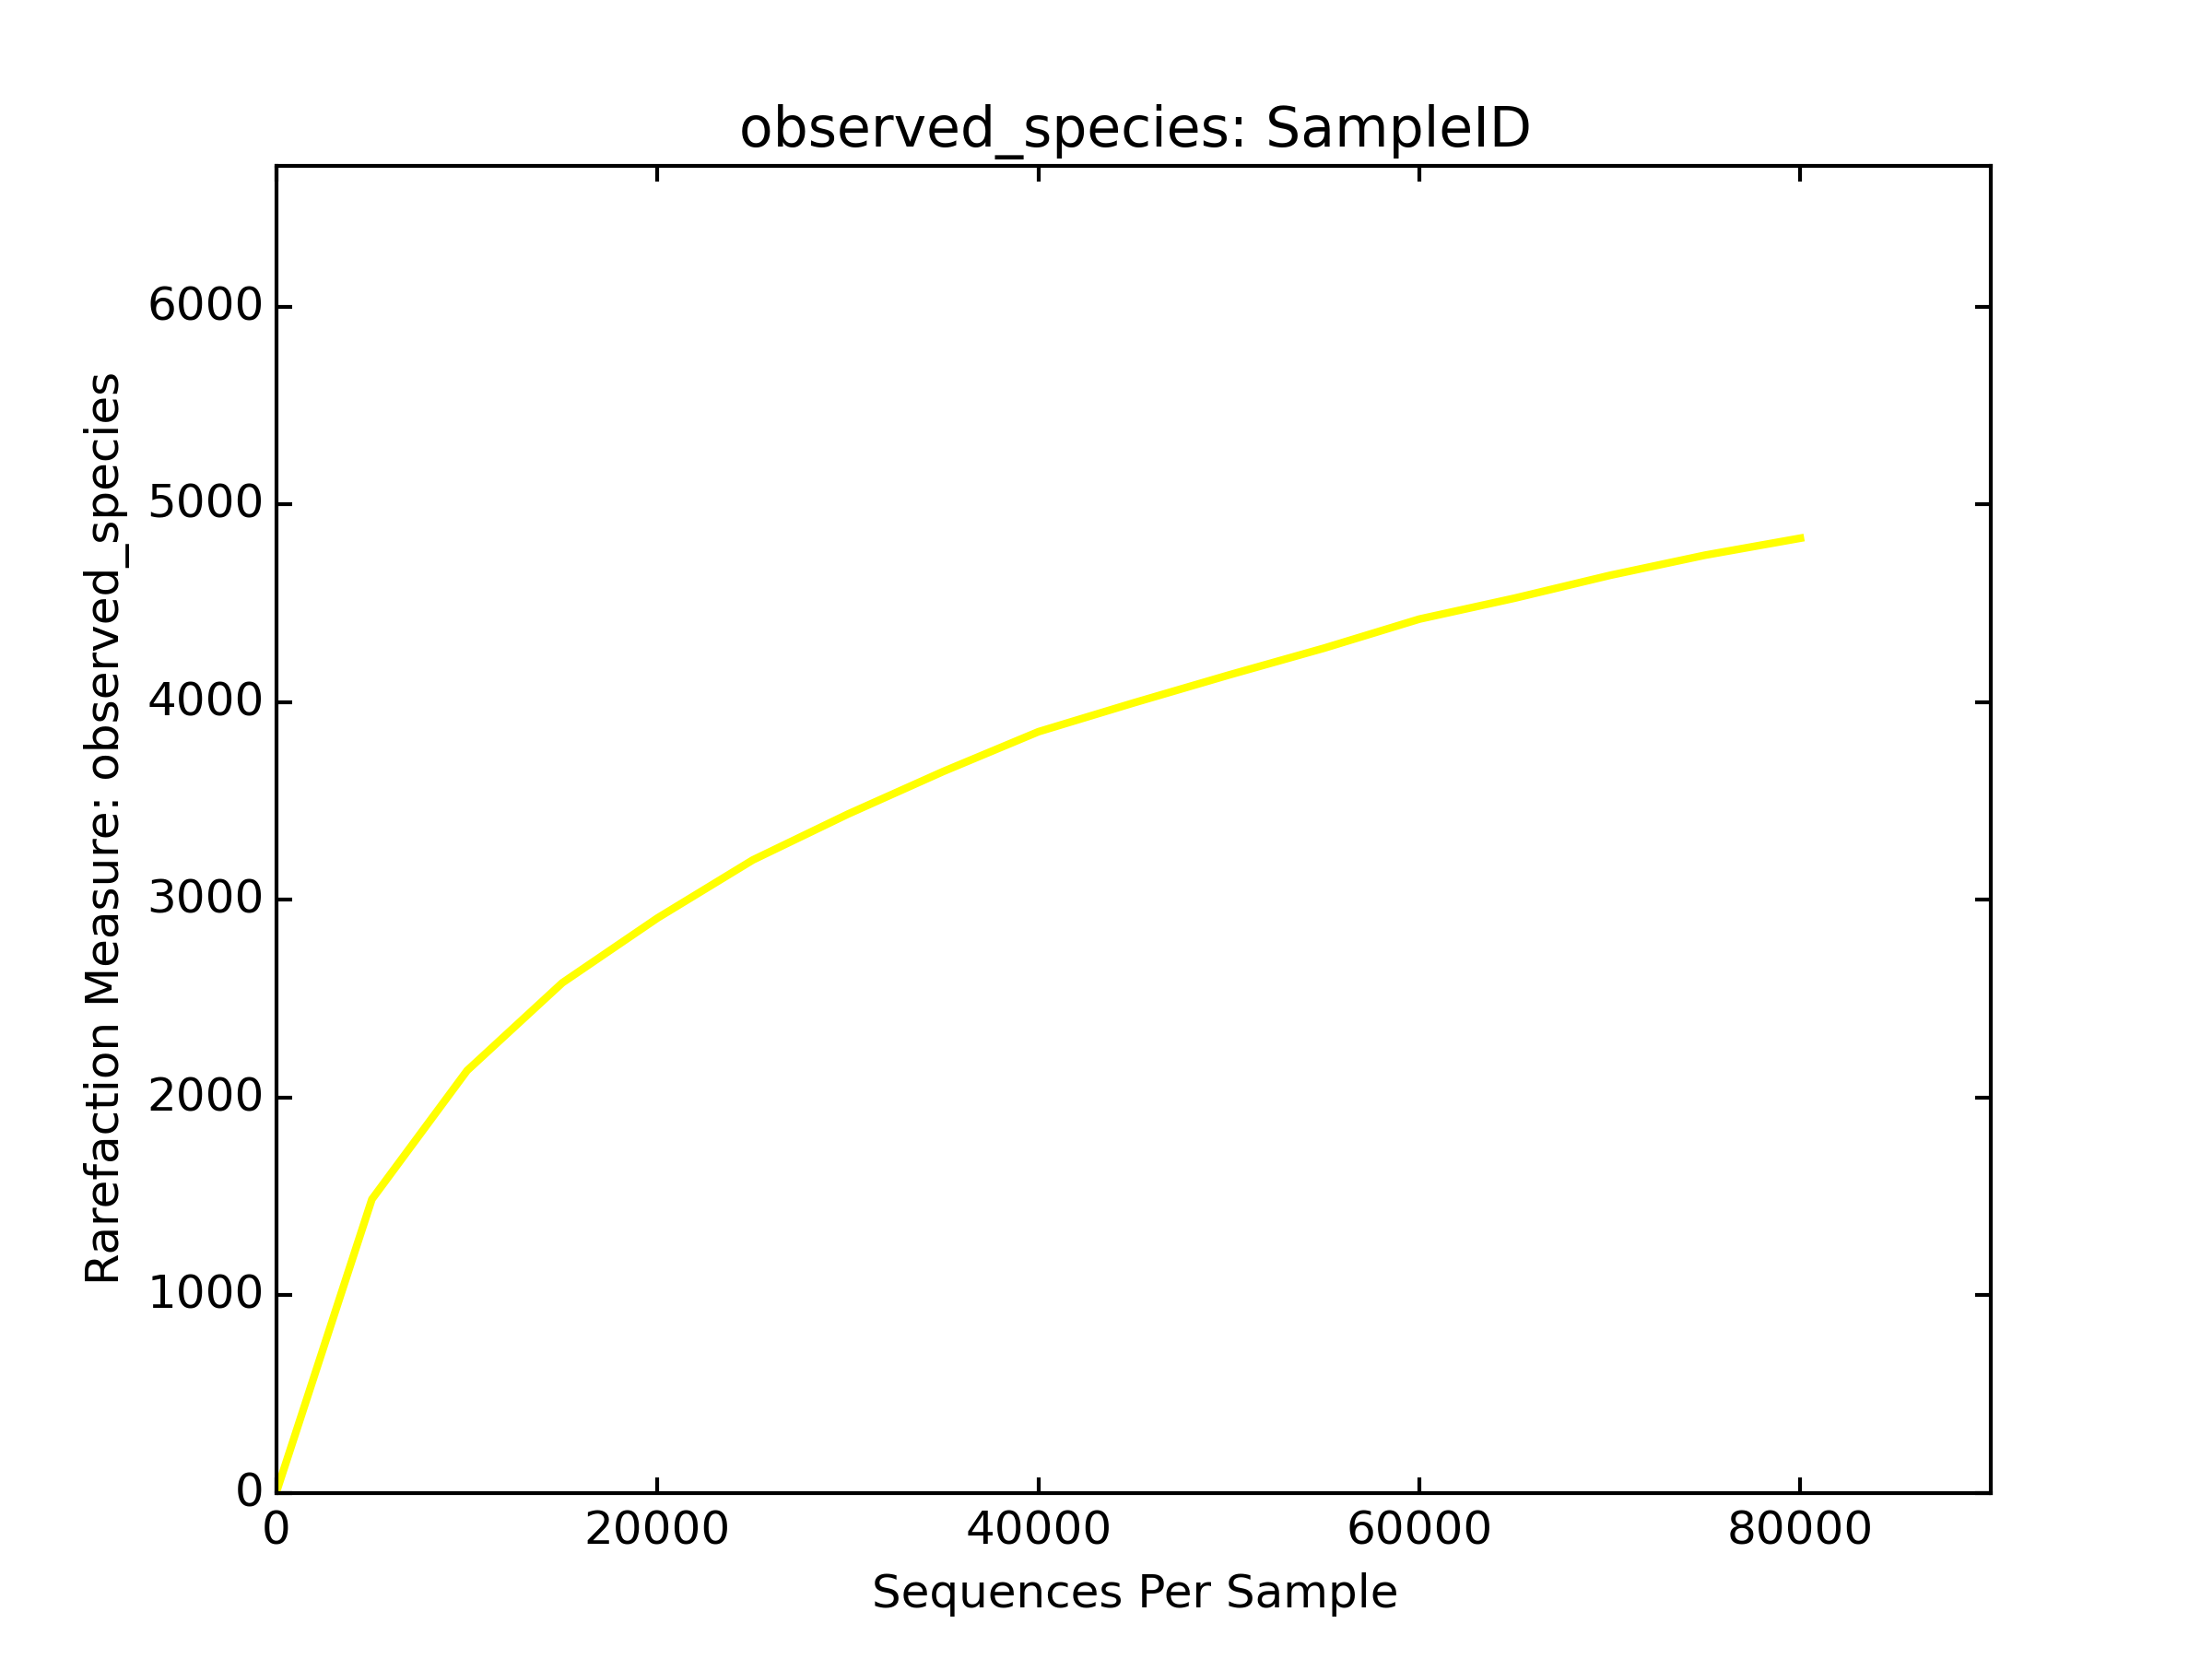 observed_species: SampleID
6000
5000
4000
3000
2000
1000
0
Rarefaction Measure: observed_species
0 20000 40000 60000 80000
Sequences Per Sample